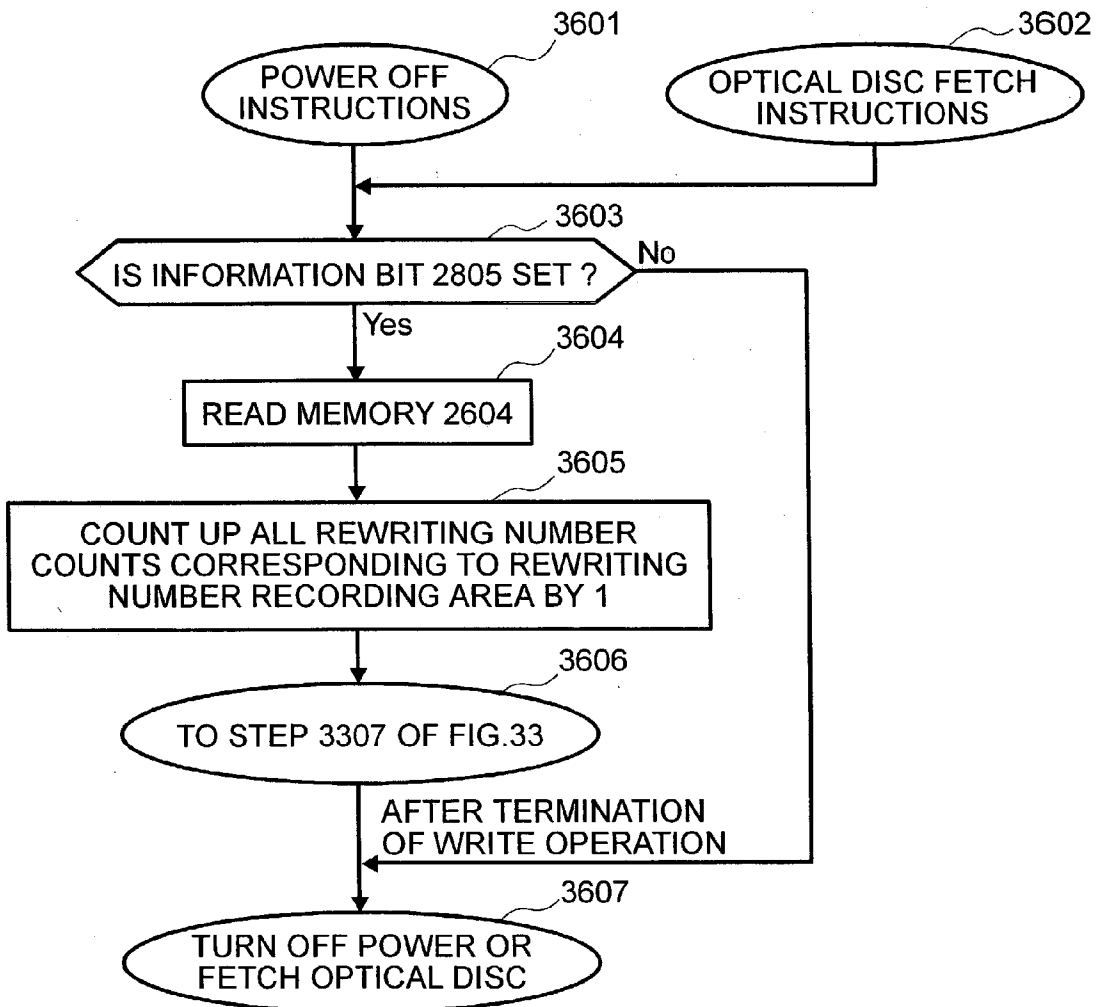 3601
POWER OFF
INSTRUCTIONS
3602
OPTICAL DISC FETCH
INSTRUCTIONS
3603
IS INFORMATION BIT 2805 SET ?
No
Yes
3604
READ MEMORY 2604
3605
COUNT UP ALL REWRITING NUMBER
COUNTS CORRESPONDING TO REWRITING
NUMBER RECORDING AREA BY 1
3606
TO STEP 3307 OF FIG.33
AFTER TERMINATION
OF WRITE OPERATION
3607
TURN OFF POWER OR
FETCH OPTICAL DISC